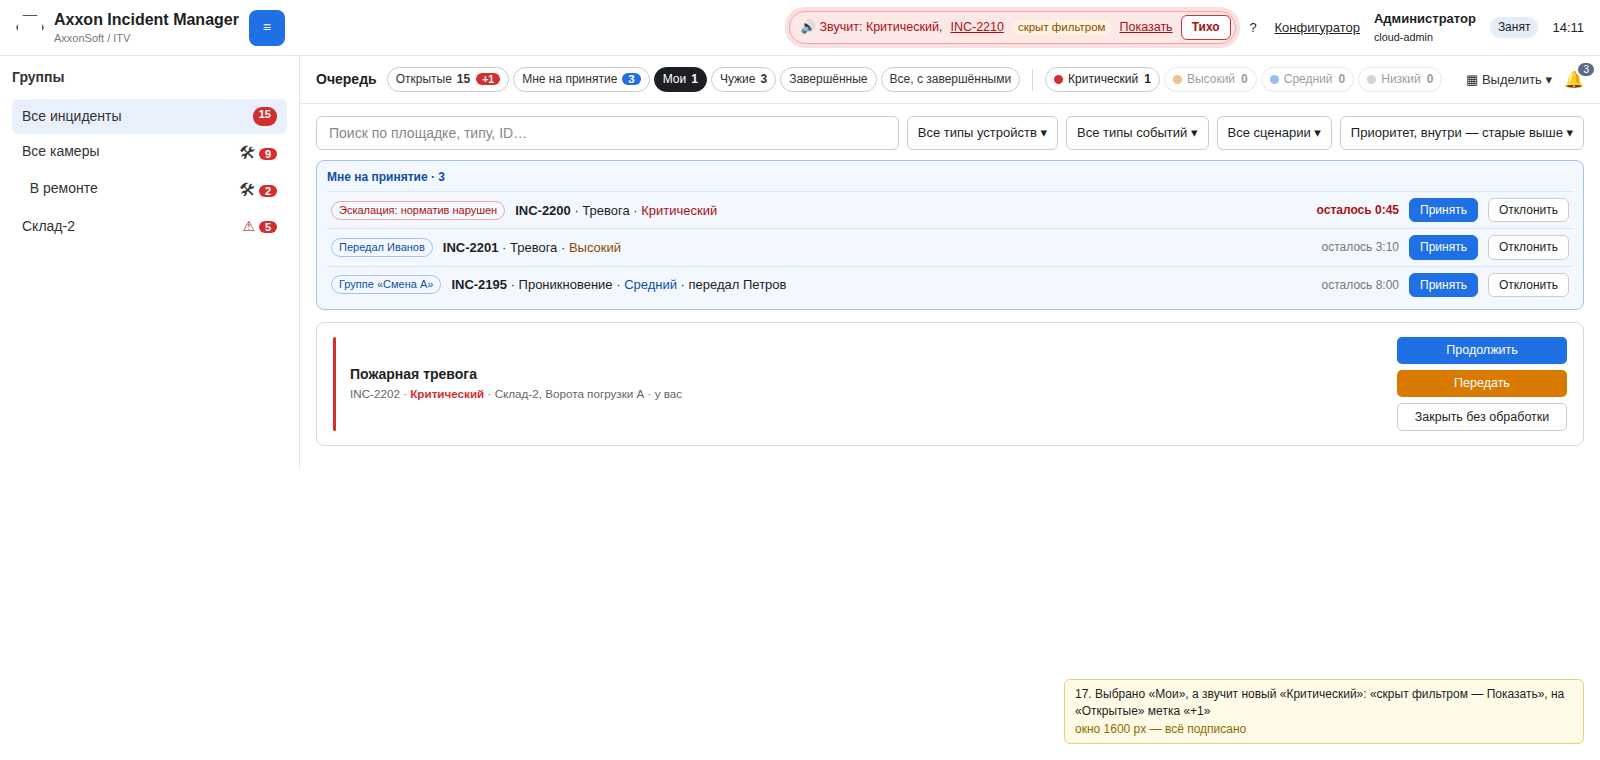 Axxon Incident Manager
AxxonSoft / ITV
≡
🔊 Звучит: Критический, INC-2210 скрыт фильтром Показать Тихо
?
Конфигуратор
Администратор
cloud-admin
Занят
14:11
Группы
Все инциденты 15
Все камеры 🛠 9
В ремонте 🛠 2
Склад-2 ⚠ 5
Очередь Открытые 15 +1 Мне на принятие 3 Мои 1 Чужие 3 Завершённые Все, с завершёнными Критический 1 Высокий 0 Средний 0 Низкий 0 ▦ Выделить ▾ 🔔 3
Поиск по площадке, типу, ID… Все типы устройств ▾ Все типы событий ▾ Все сценарии ▾ Приоритет, внутри — старые выше ▾
Мне на принятие · 3
Эскалация: норматив нарушен INC-2200 · Тревога · Критический осталось 0:45 Принять Отклонить
Передал Иванов INC-2201 · Тревога · Высокий осталось 3:10 Принять Отклонить
Группе «Смена А» INC-2195 · Проникновение · Средний · передал Петров осталось 8:00 Принять Отклонить
Пожарная тревога
INC-2202 · Критический · Склад-2, Ворота погрузки А · у вас
Продолжить
Передать
Закрыть без обработки
17. Выбрано «Мои», а звучит новый «Критический»: «скрыт фильтром — Показать», на
«Открытые» метка «+1»
окно 1600 px — всё подписано